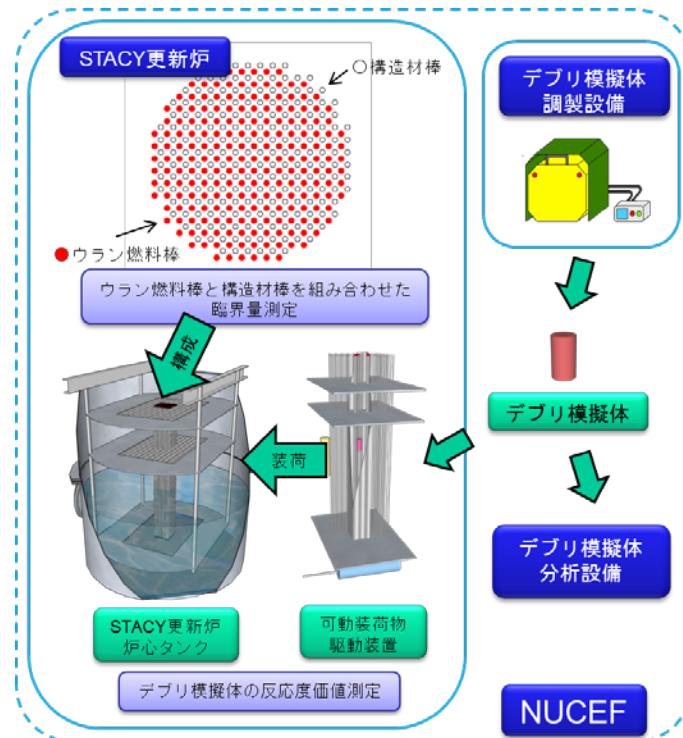 STACY更新炉
○構造材棒
●ウラン燃料棒
ウラン燃料棒と構造材棒を組み合わせた
臨界量測定
構成
装荷
STACY更新炉
炉心タンク
可動装荷物
駆動装置
デブリ模擬体の反応度価値測定
デブリ模擬体
調製設備
デブリ模擬体
デブリ模擬体
分析設備
NUCEF